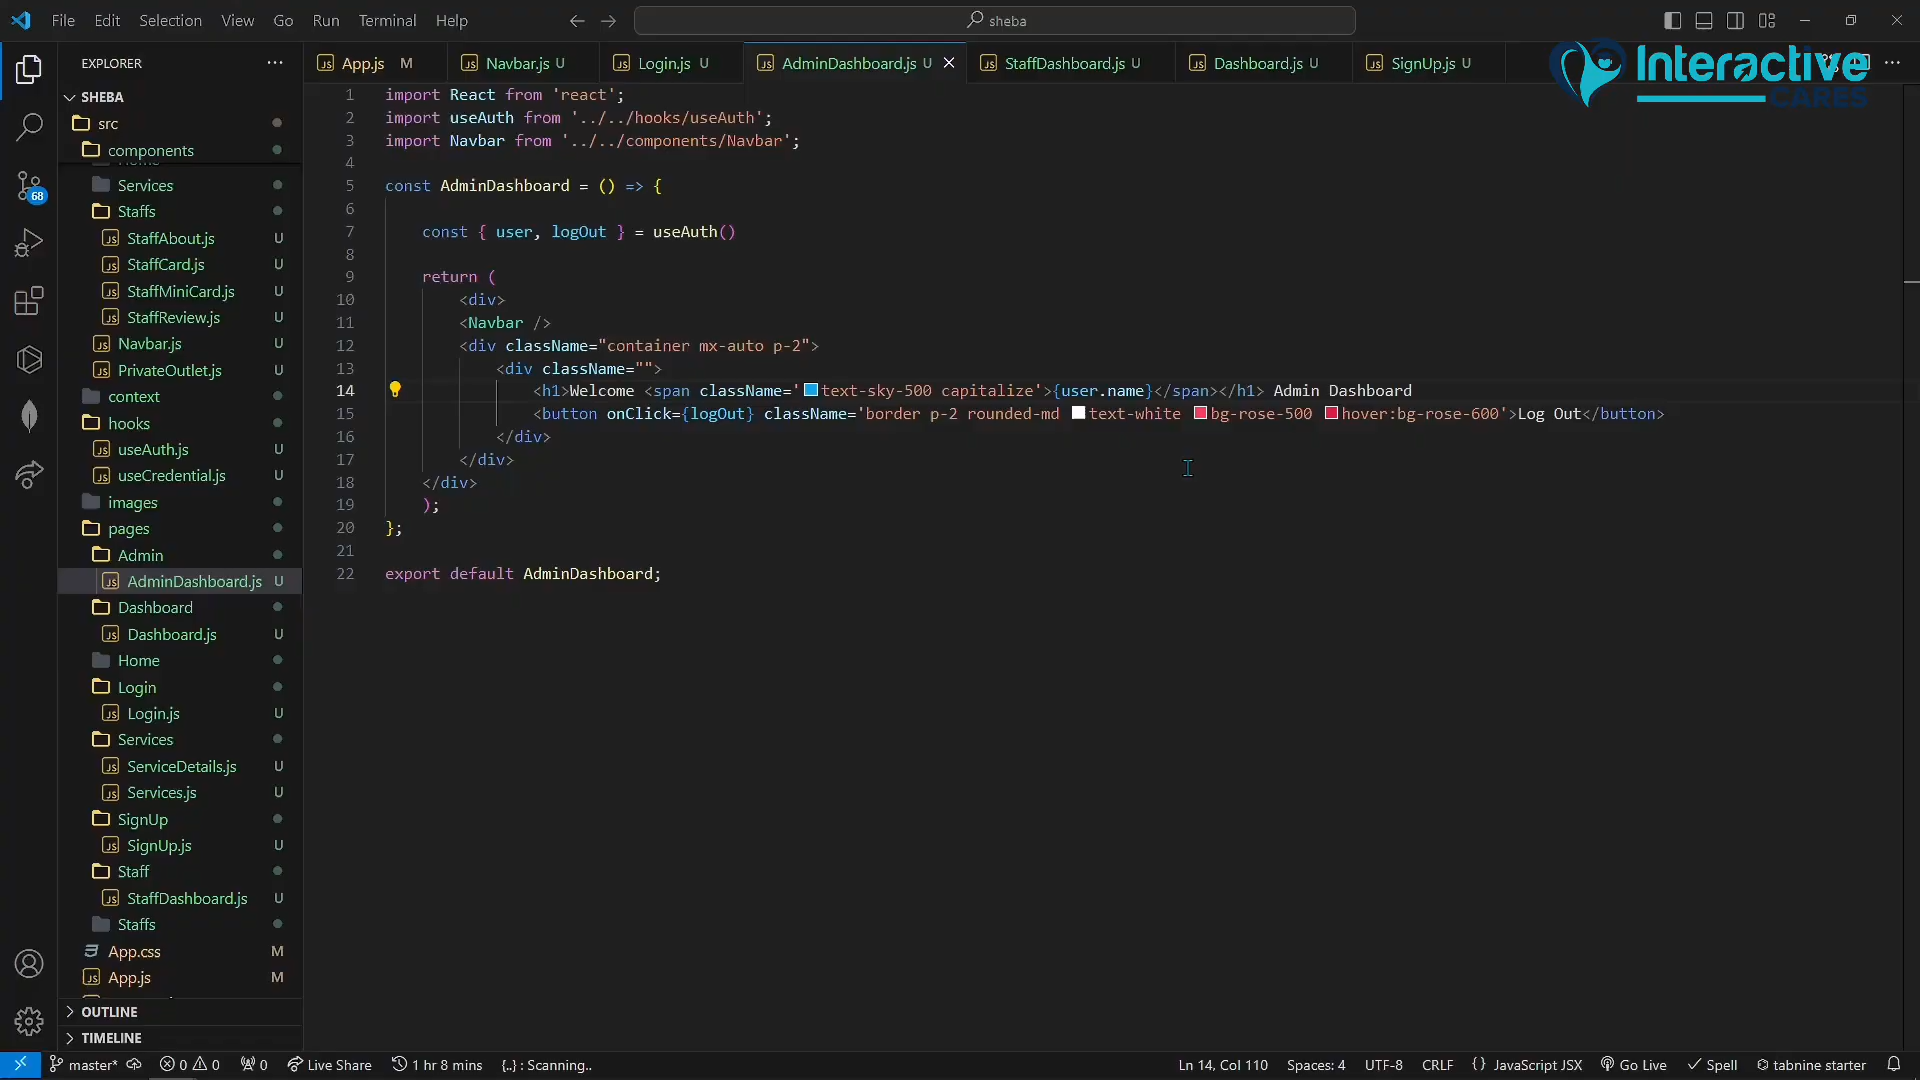 File Edit Selection View Go Run Terminal Help
sheba
EXPLORER
App.js M
Navbar.js U
Login.js U
AdminDashboard.js U
StaffDashboard.js U
Dashboard.js U
SignUp.js U
Interactive
CARES
SHEBA
src
components
Services
Staffs
StaffAbout.js U
StaffCard.js U
StaffMiniCard.js U
StaffReview.js U
Navbar.js U
PrivateOutlet.js U
context
hooks
useAuth.js U
useCredential.js U
images
pages
Admin
AdminDashboard.js U
Dashboard
Dashboard.js U
Home
Login
Login.js U
Services
ServiceDetails.js U
Services.js U
SignUp
SignUp.js U
Staff
StaffDashboard.js U
Staffs
App.css M
App.js M
OUTLINE
TIMELINE
68
1 import React from 'react';
2 import useAuth from '../../hooks/useAuth';
3 import Navbar from '../../components/Navbar';
4
5 const AdminDashboard = () => {
6
7 const { user, logOut } = useAuth()
8
9 return (
10 <div>
11 <Navbar />
12 <div className="container mx-auto p-2">
13 <div className="">
14 <h1>Welcome <span className='text-sky-500 capitalize'>{user.name}</span></h1> Admin Dashboard
15 <button onClick={logOut} className='border p-2 rounded-md text-white bg-rose-500 hover:bg-rose-600'>Log Out</button>
16 </div>
17 </div>
18 </div>
19 );
20 };
21
22 export default AdminDashboard;
master* 0 0 0 Live Share 1 hr 8 mins {..} : Scanning.. Ln 14, Col 110 Spaces: 4 UTF-8 CRLF {} JavaScript JSX Go Live Spell tabnine starter